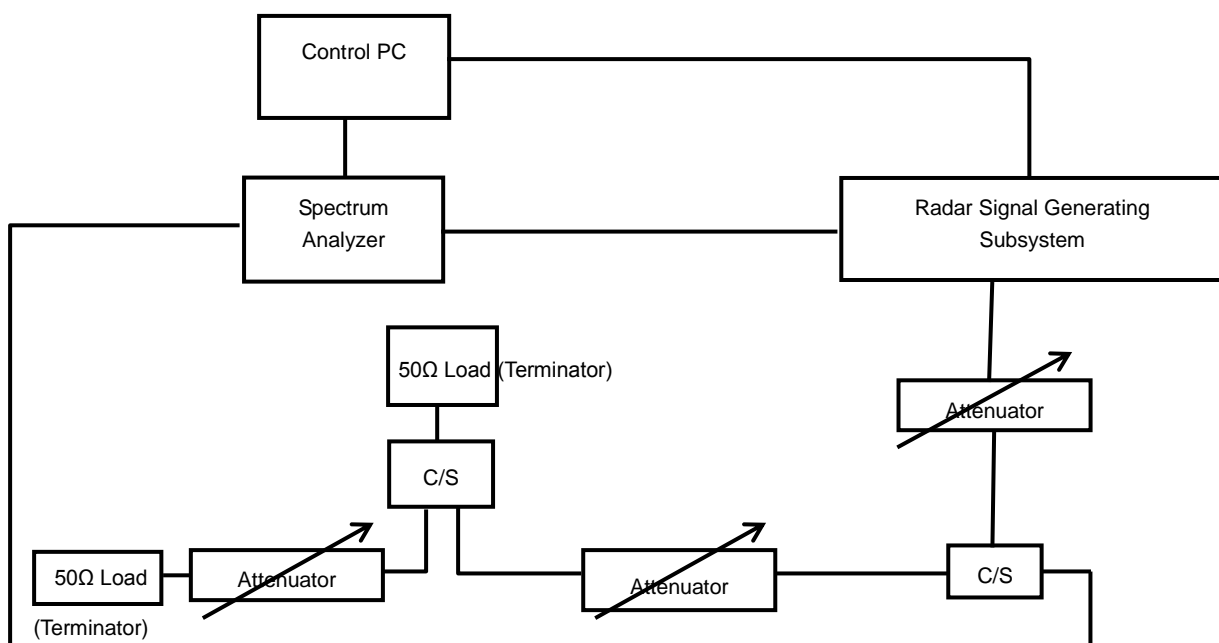 Control PC
Spectrum
Analyzer
Radar Signal Generating
Subsystem
50Ω Load (Terminator)
Attenuator
C/S
50Ω Load
(Terminator)
Attenuator
Attenuator
C/S